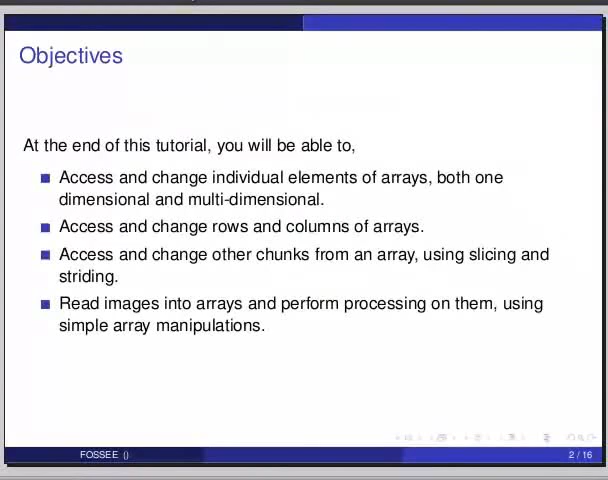 Objectives
At the end of this tutorial, you will be able to,
Access and change individual elements of arrays, both one
dimensional and multi-dimensional.
Access and change rows and columns of arrays.
Access and change other chunks from an array, using slicing and
striding.
Read images into arrays and perform processing on them, using
simple array manipulations.
FOSSEE ()
2 / 16